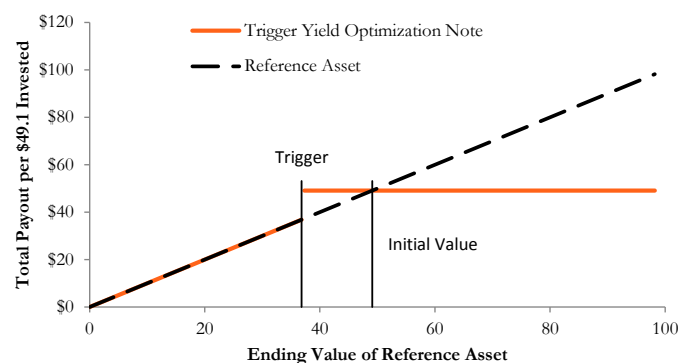 $120
Trigger Yield Optimization Note
$100
Reference Asset
$80
Trigger
$60
$40
Initial Value
$20
$0
0 20 40 60 80 100
Ending Value of Reference Asset
Total Payout per $49.1 Invested